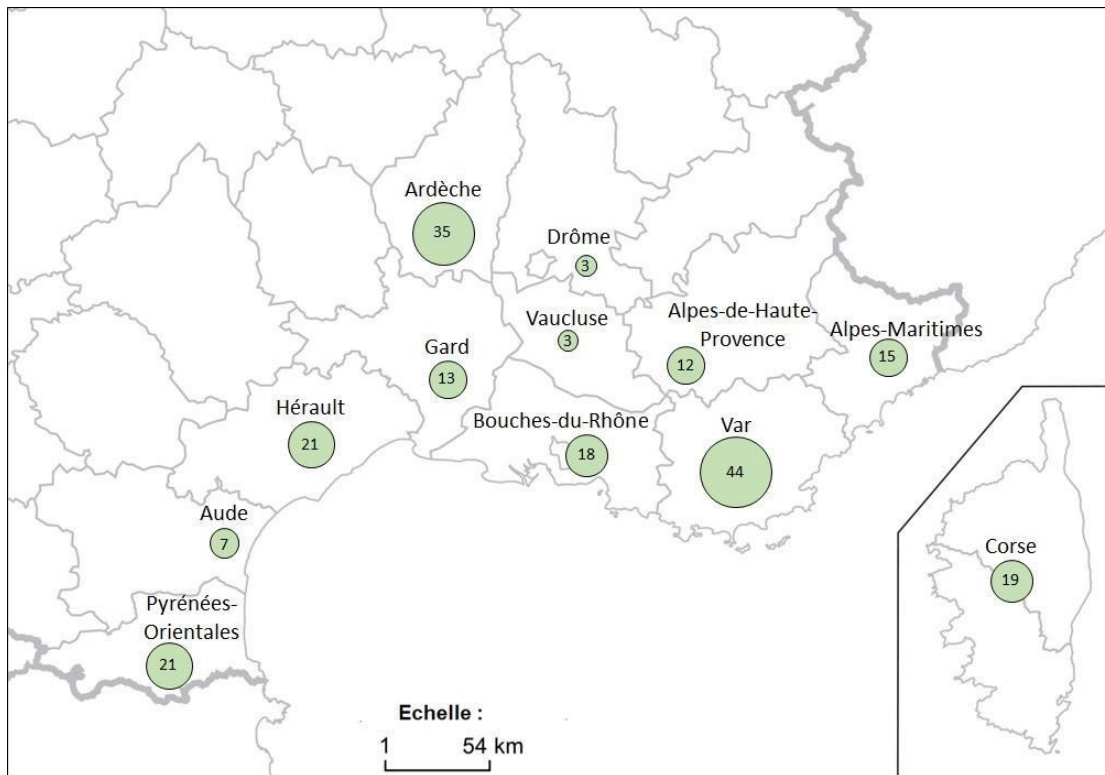 Ardèche
35
Drôme
3
Vaucluse
3
Alpes-de-Haute-
Provence
12
Alpes-Maritimes
15
Gard
13
Hérault
21
Bouches-du-Rhône
18
Var
44
Aude
7
Corse
19
Pyrénées-
Orientales
21
Echelle :
1 54 km